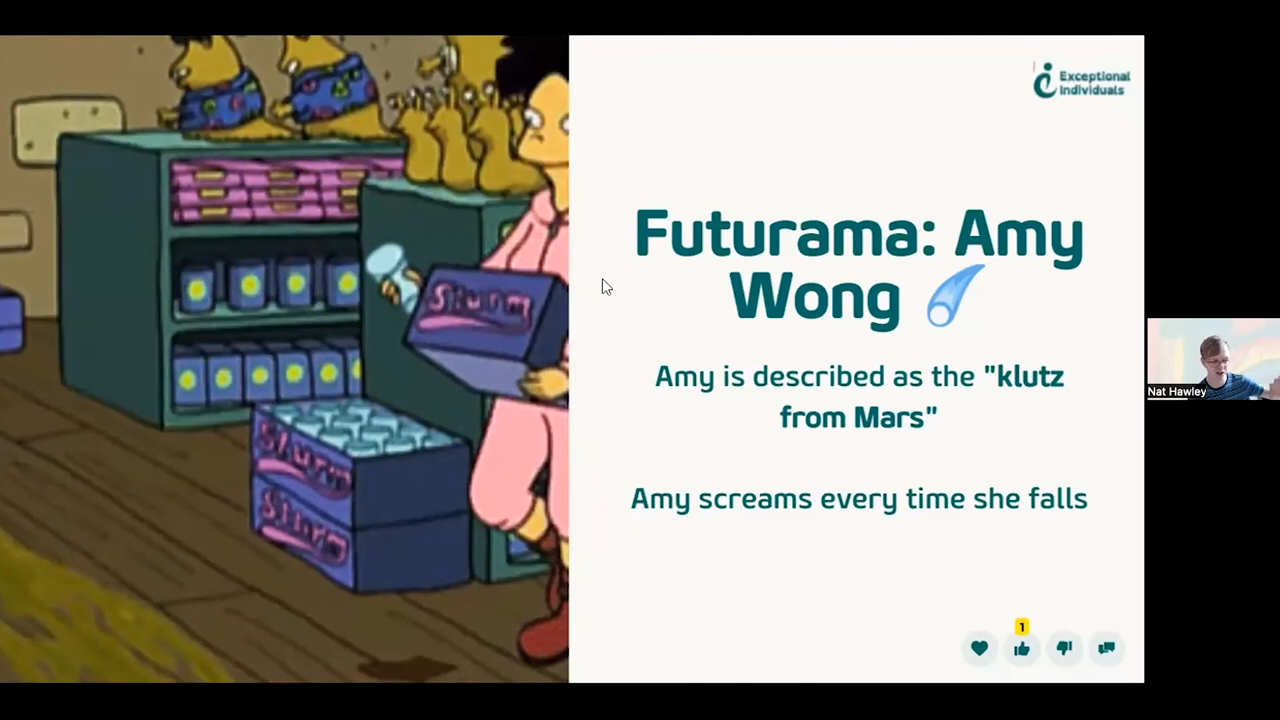 Exceptional
Individuals
Futurama: Amy
Wong
Amy is described as the "klutz
from Mars"
Amy screams every time she falls
Slurm
Slurm
Slurm
1
Nat Hawley